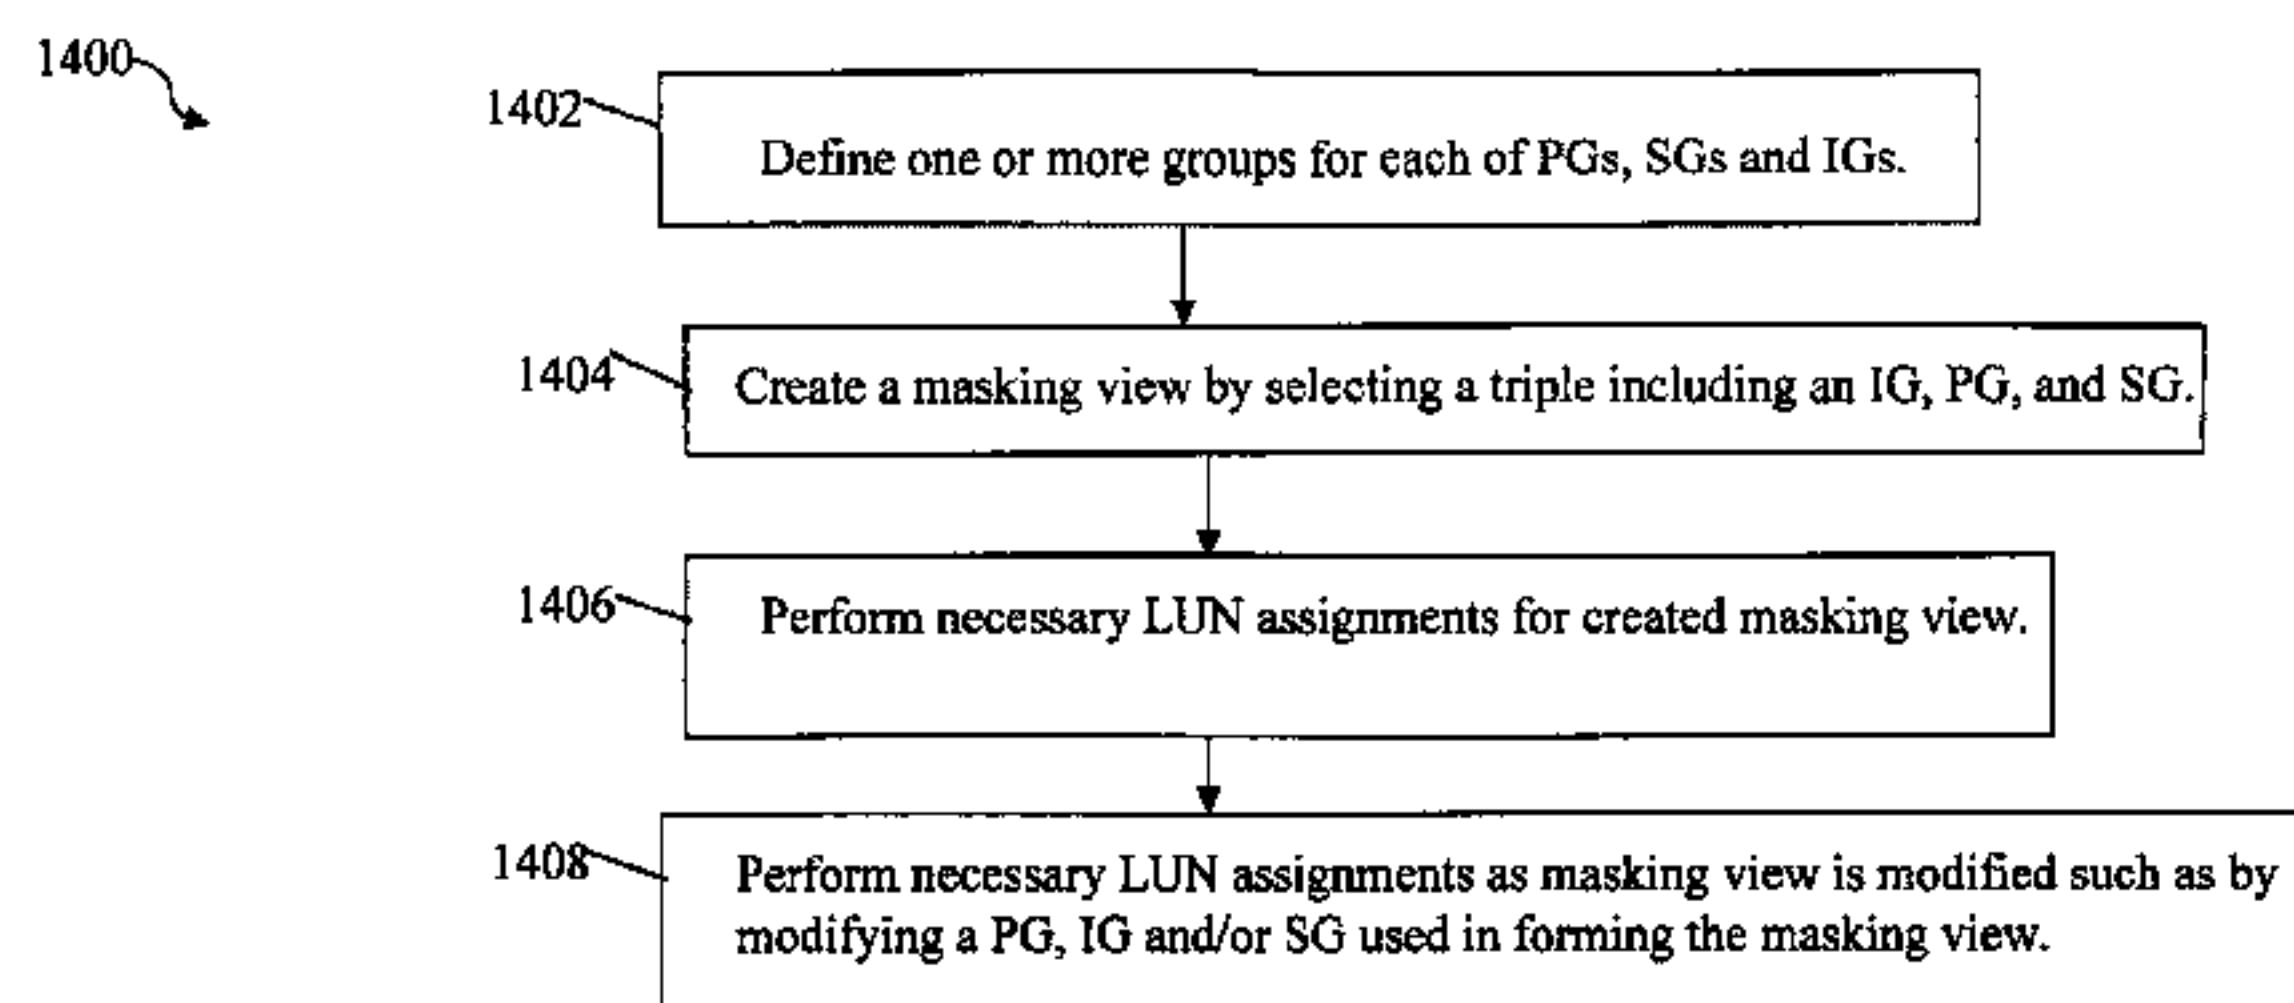 1400
1402
Define one or more groups for each of PGs, SGs and IGs.
1404
Create a masking view by selecting a triple including an IG, PG, and SG.
1406
Perform necessary LUN assignments for created masking view.
1408
Perform necessary LUN assignments as masking view is modified such as by
modifying a PG, IG and/or SG used in forming the masking view.